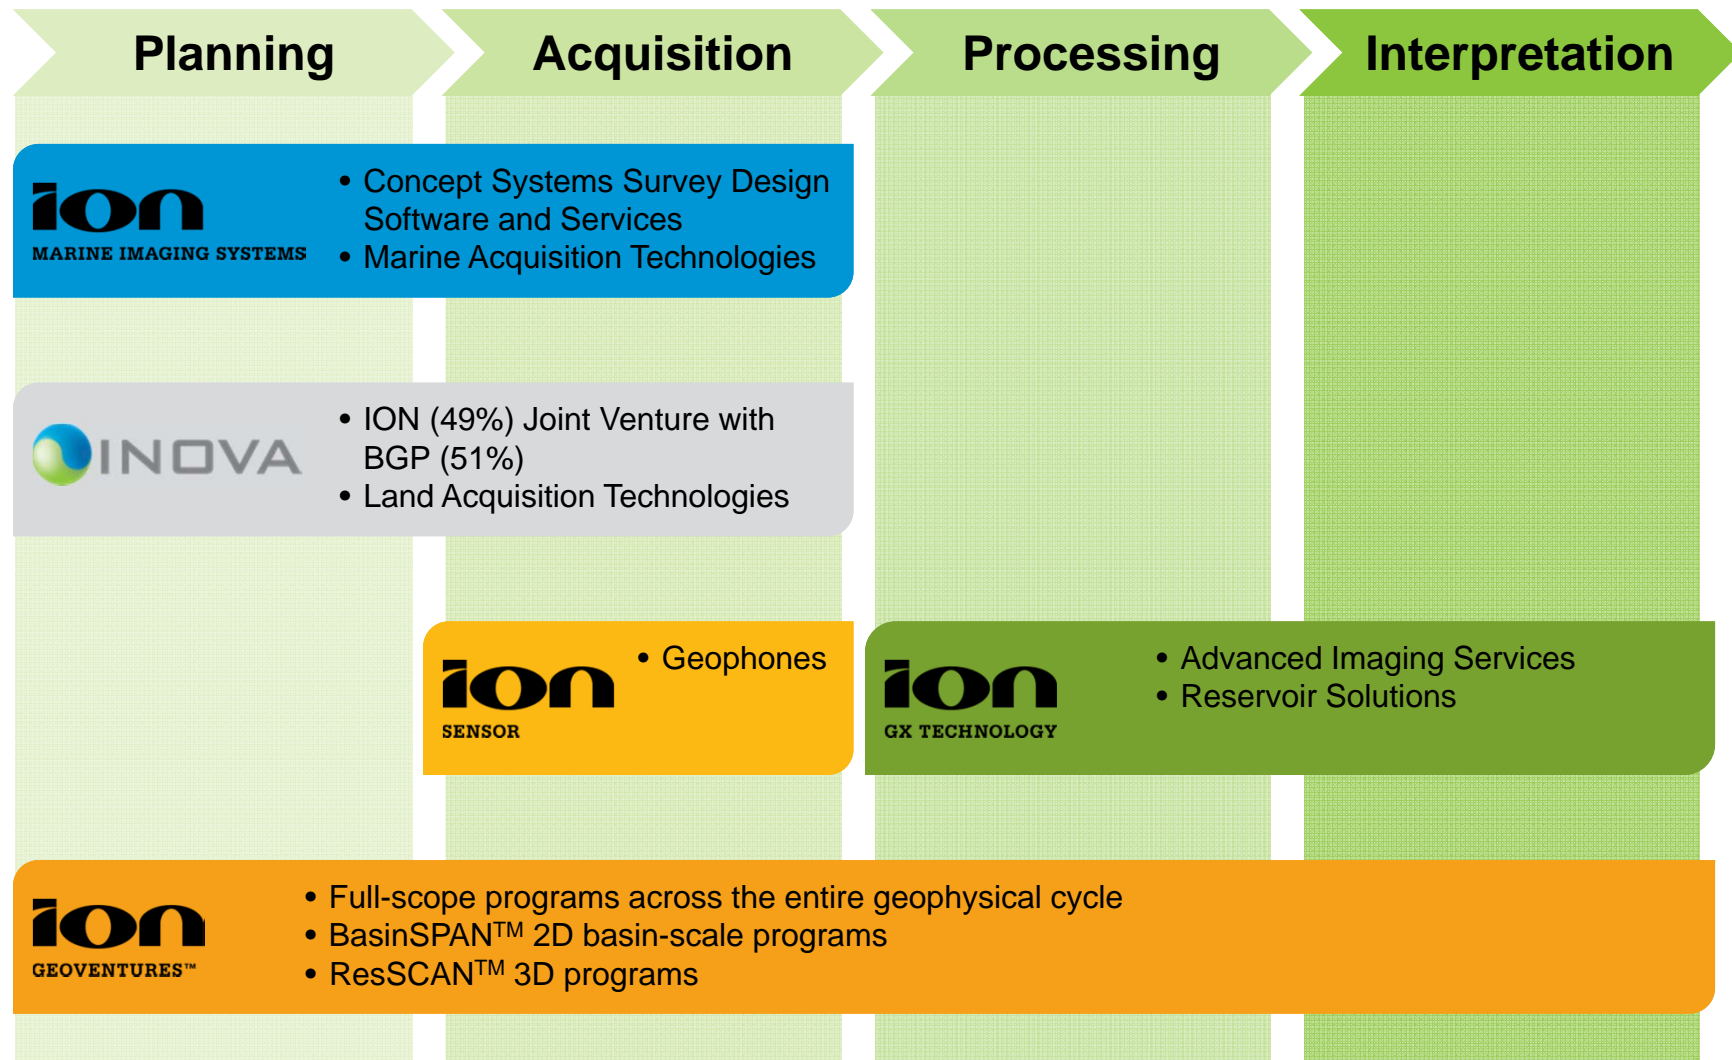 Planning Acquisition Processing Interpretation
ion
MARINE IMAGING SYSTEMS
• Concept Systems Survey Design
Software and Services
• Marine Acquisition Technologies
INOVA
• ION (49%) Joint Venture with
BGP (51%)
• Land Acquisition Technologies
ion
SENSOR
• Geophones
ion
GX TECHNOLOGY
• Advanced Imaging Services
• Reservoir Solutions
ion
GEOVENTURES™
• Full-scope programs across the entire geophysical cycle
• BasinSPAN™ 2D basin-scale programs
• ResSCAN™ 3D programs